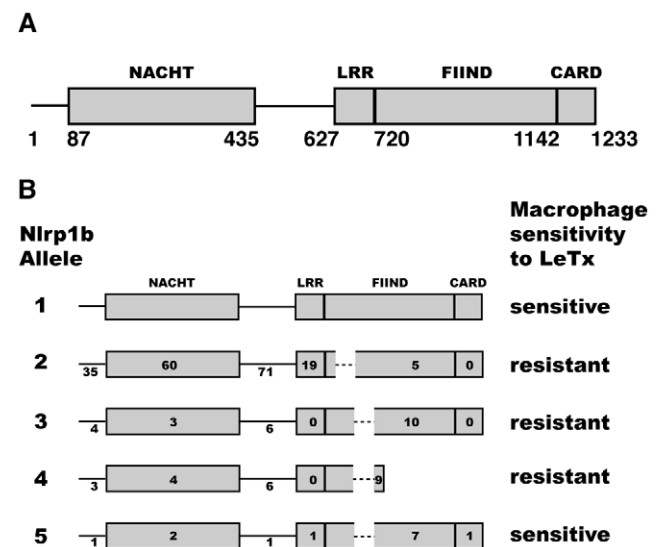 A
NACHT LRR FIIND CARD
1 87 435 627 720 1142 1233
B
Nlrp1b
Allele
Macrophage
sensitivity
to LeTx
NACHT LRR FIIND CARD
1 sensitive
2 35 60 71 19 5 0 resistant
3 4 3 6 0 10 0 resistant
4 3 4 6 0 9 resistant
5 1 2 1 1 7 1 sensitive